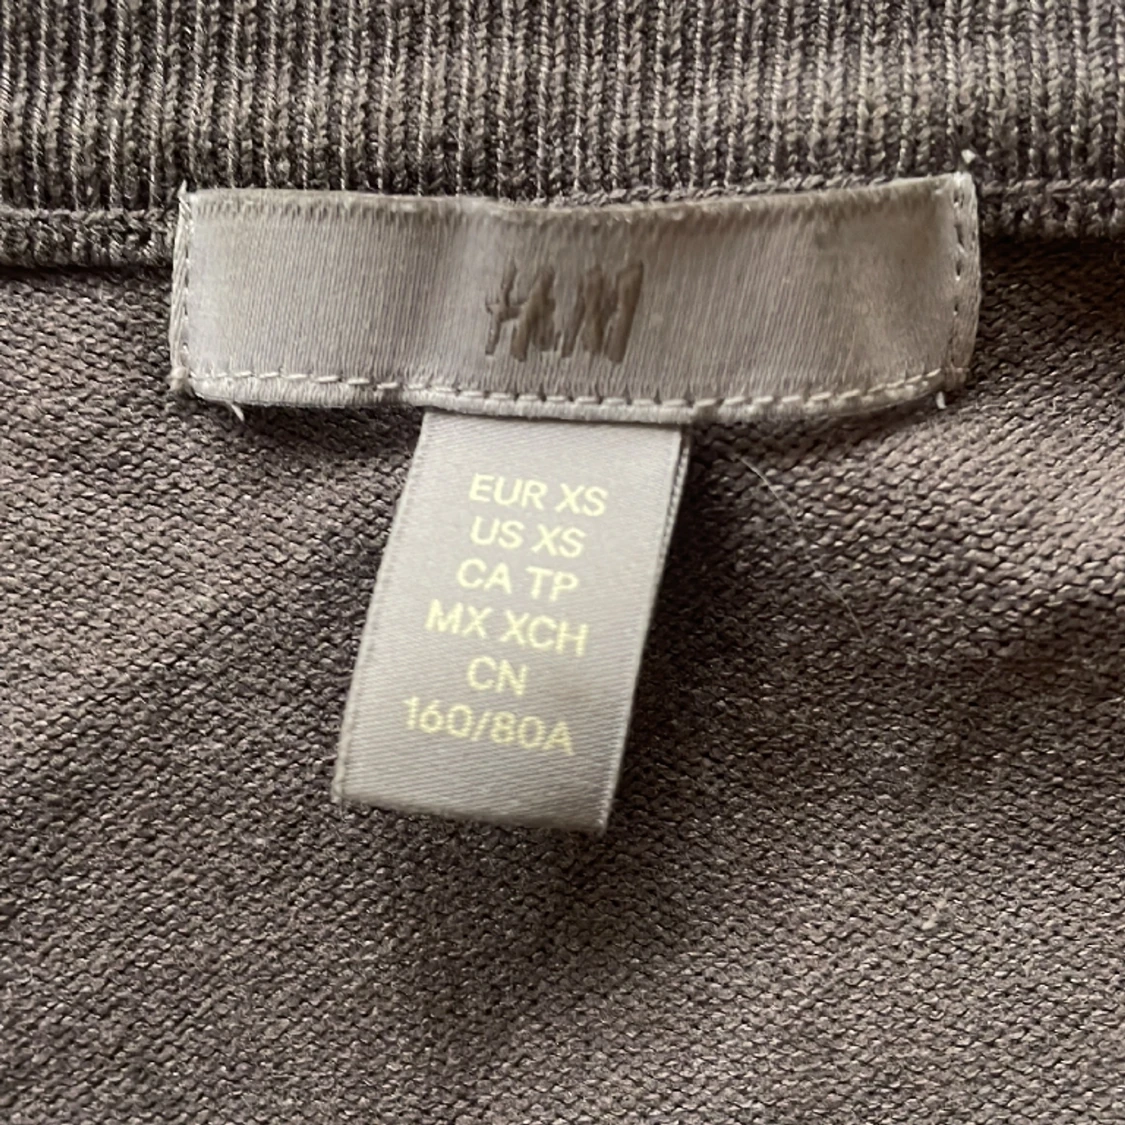 H&M
EUR XS
US XS
CA TP
MX XCH
CN
160/80A